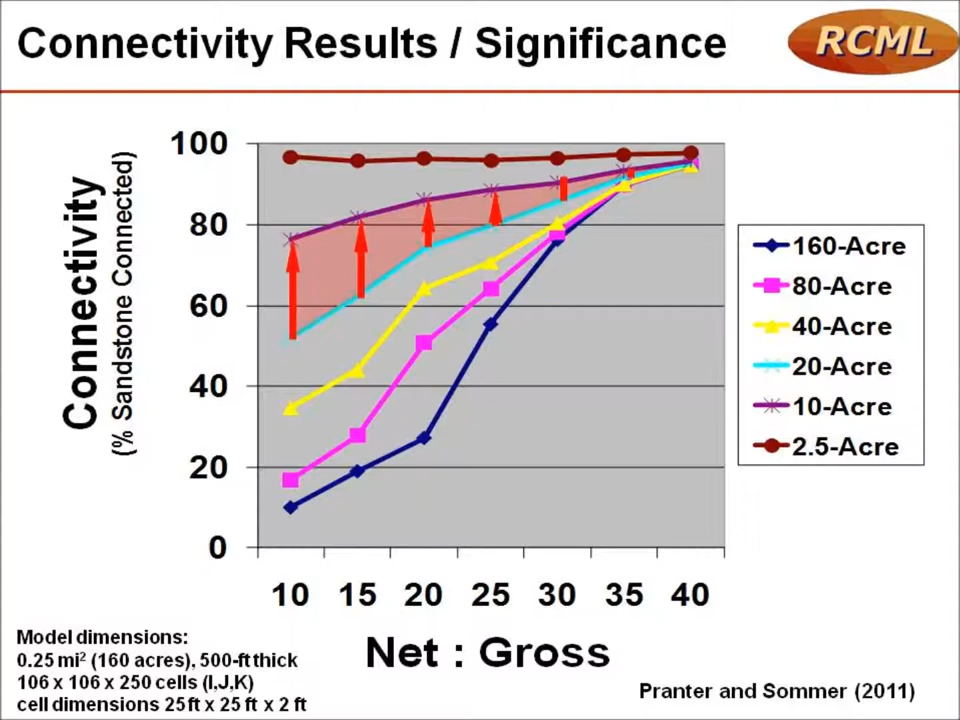 Connectivity Results / Significance
RCML
Connectivity
(% Sandstone Connected)
100
80
60
40
20
0
10 15 20 25 30 35 40
Net : Gross
160-Acre
80-Acre
40-Acre
20-Acre
10-Acre
2.5-Acre
Model dimensions:
0.25 mi² (160 acres), 500-ft thick
106 x 106 x 250 cells (I,J,K)
cell dimensions 25 ft x 25 ft x 2 ft
Pranter and Sommer (2011)